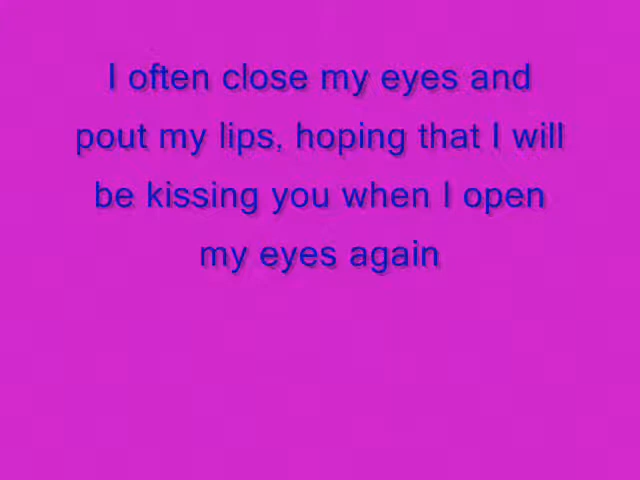 I often close my eyes and
pout my lips, hoping that I will
be kissing you when I open
my eyes again